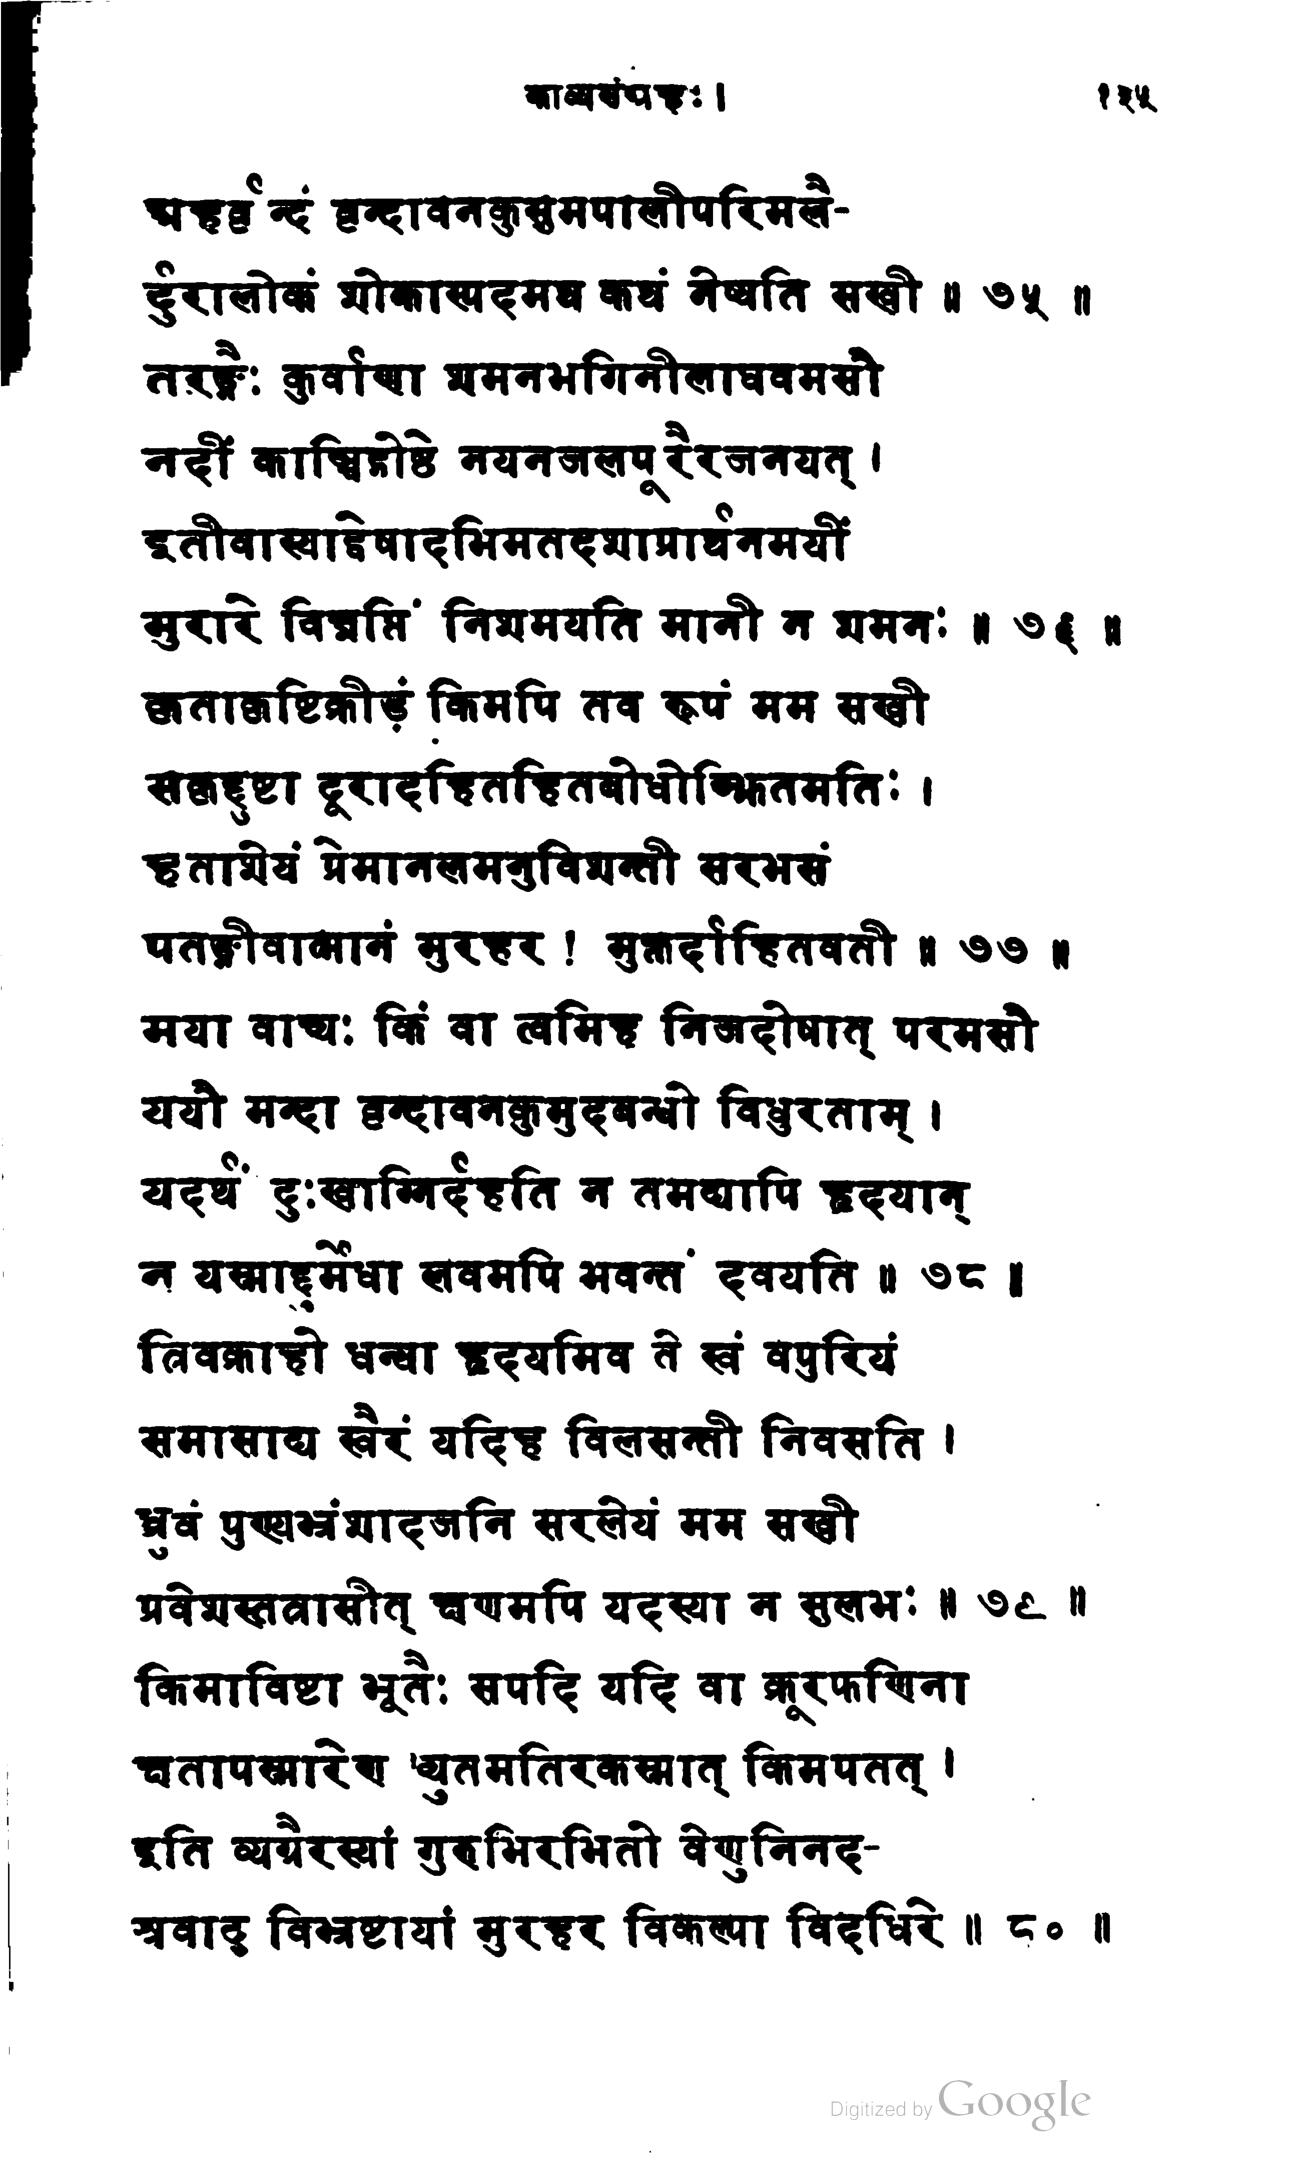 काव्यसंग्रहः। १३५
महर्वृन्दं वृन्दावनकुसुमपालीपरिमलै-
र्दुरालोकं शोकास्पदमथ कथं नेष्यति सखी ॥ ७५ ॥
तरङ्गैः कुर्वाणा शमनभगिनीलाघवमसौ
नदीं काञ्चिद्गोष्ठे नयनजलपूरैरजनयत् ।
इतीवास्याद्वेषादभिमतदशाप्रार्थनमयीं
मुरारे विज्ञप्तिं निशमयति मानी न शमनः ॥ ७६ ॥
कृताकृष्टिक्रीडं किमपि तव रूपं मम सखी
सकृद्दृष्टा दूरादहितहितबोधोज्झितमतिः ।
हताशेयं प्रेमानलमनुविशन्ती सरभसं
पतङ्गीवात्मानं मुरहर ! मुहुर्दाहितवती ॥ ७७ ॥
मया वाच्यः किं वा त्वमिह निजदोषात् परमसौ
ययौ मन्दा वृन्दावनकुमुदबन्धो विधुरताम् ।
यदर्थं दुःखाग्निर्दहति न तमद्यापि हृदयान्
न यस्माद्दुर्मेधा लवमपि भवन्तं दवयति ॥ ७८ ॥
त्रिवक्राहो धन्या हृदयमिव ते स्वं वपुरियं
समासाद्य स्वैरं यदिह विलसन्ती निवसति ।
ध्रुवं पुण्यभ्रंशादजनि सरलेयं मम सखी
प्रवेशस्तत्रासीत् क्षणमपि यदस्या न सुलभः ॥ ७९ ॥
किमाविष्टा भूतैः सपदि यदि वा क्रूरफणिना
क्षतापस्मारेण च्युतमतिरकस्मात् किमपतत् ।
इति व्यग्रैरस्यां गुरुभिरभितो वेणुनिनद-
श्रवाद् विभ्रष्टायां मुरहर विकल्पा विदधिरे ॥ ८० ॥
Digitized by Google